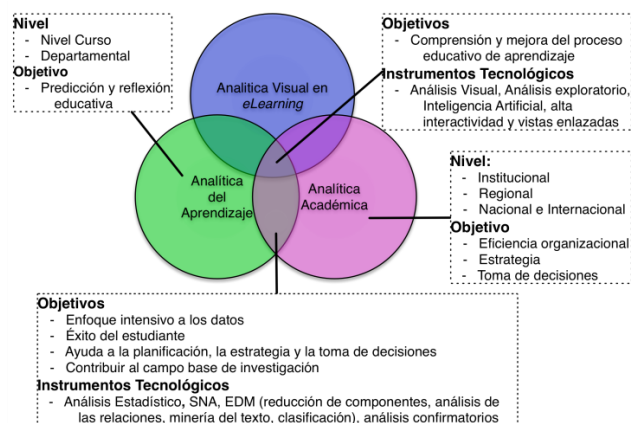 Nivel
- Nivel Curso
- Departamental
Objetivo
- Predicción y reflexión
educativa
Objetivos
- Comprensión y mejora del proceso
educativo de aprendizaje
Instrumentos Tecnológicos
- Análisis Visual, Análisis exploratorio,
Inteligencia Artificial, alta
interactividad y vistas enlazadas
Analitica Visual en
eLearning
Analítica
del
Aprendizaje
Analítica
Académica
Nivel:
- Institucional
- Regional
- Nacional e Internacional
Objetivo
- Eficiencia organizacional
- Estrategia
- Toma de decisiones
Objetivos
- Enfoque intensivo a los datos
- Éxito del estudiante
- Ayuda a la planificación, la estrategia y la toma de decisiones
- Contribuir al campo base de investigación
Instrumentos Tecnológicos
- Análisis Estadístico, SNA, EDM (reducción de componentes, análisis de
las relaciones, minería del texto, clasificación), análisis confirmatorios